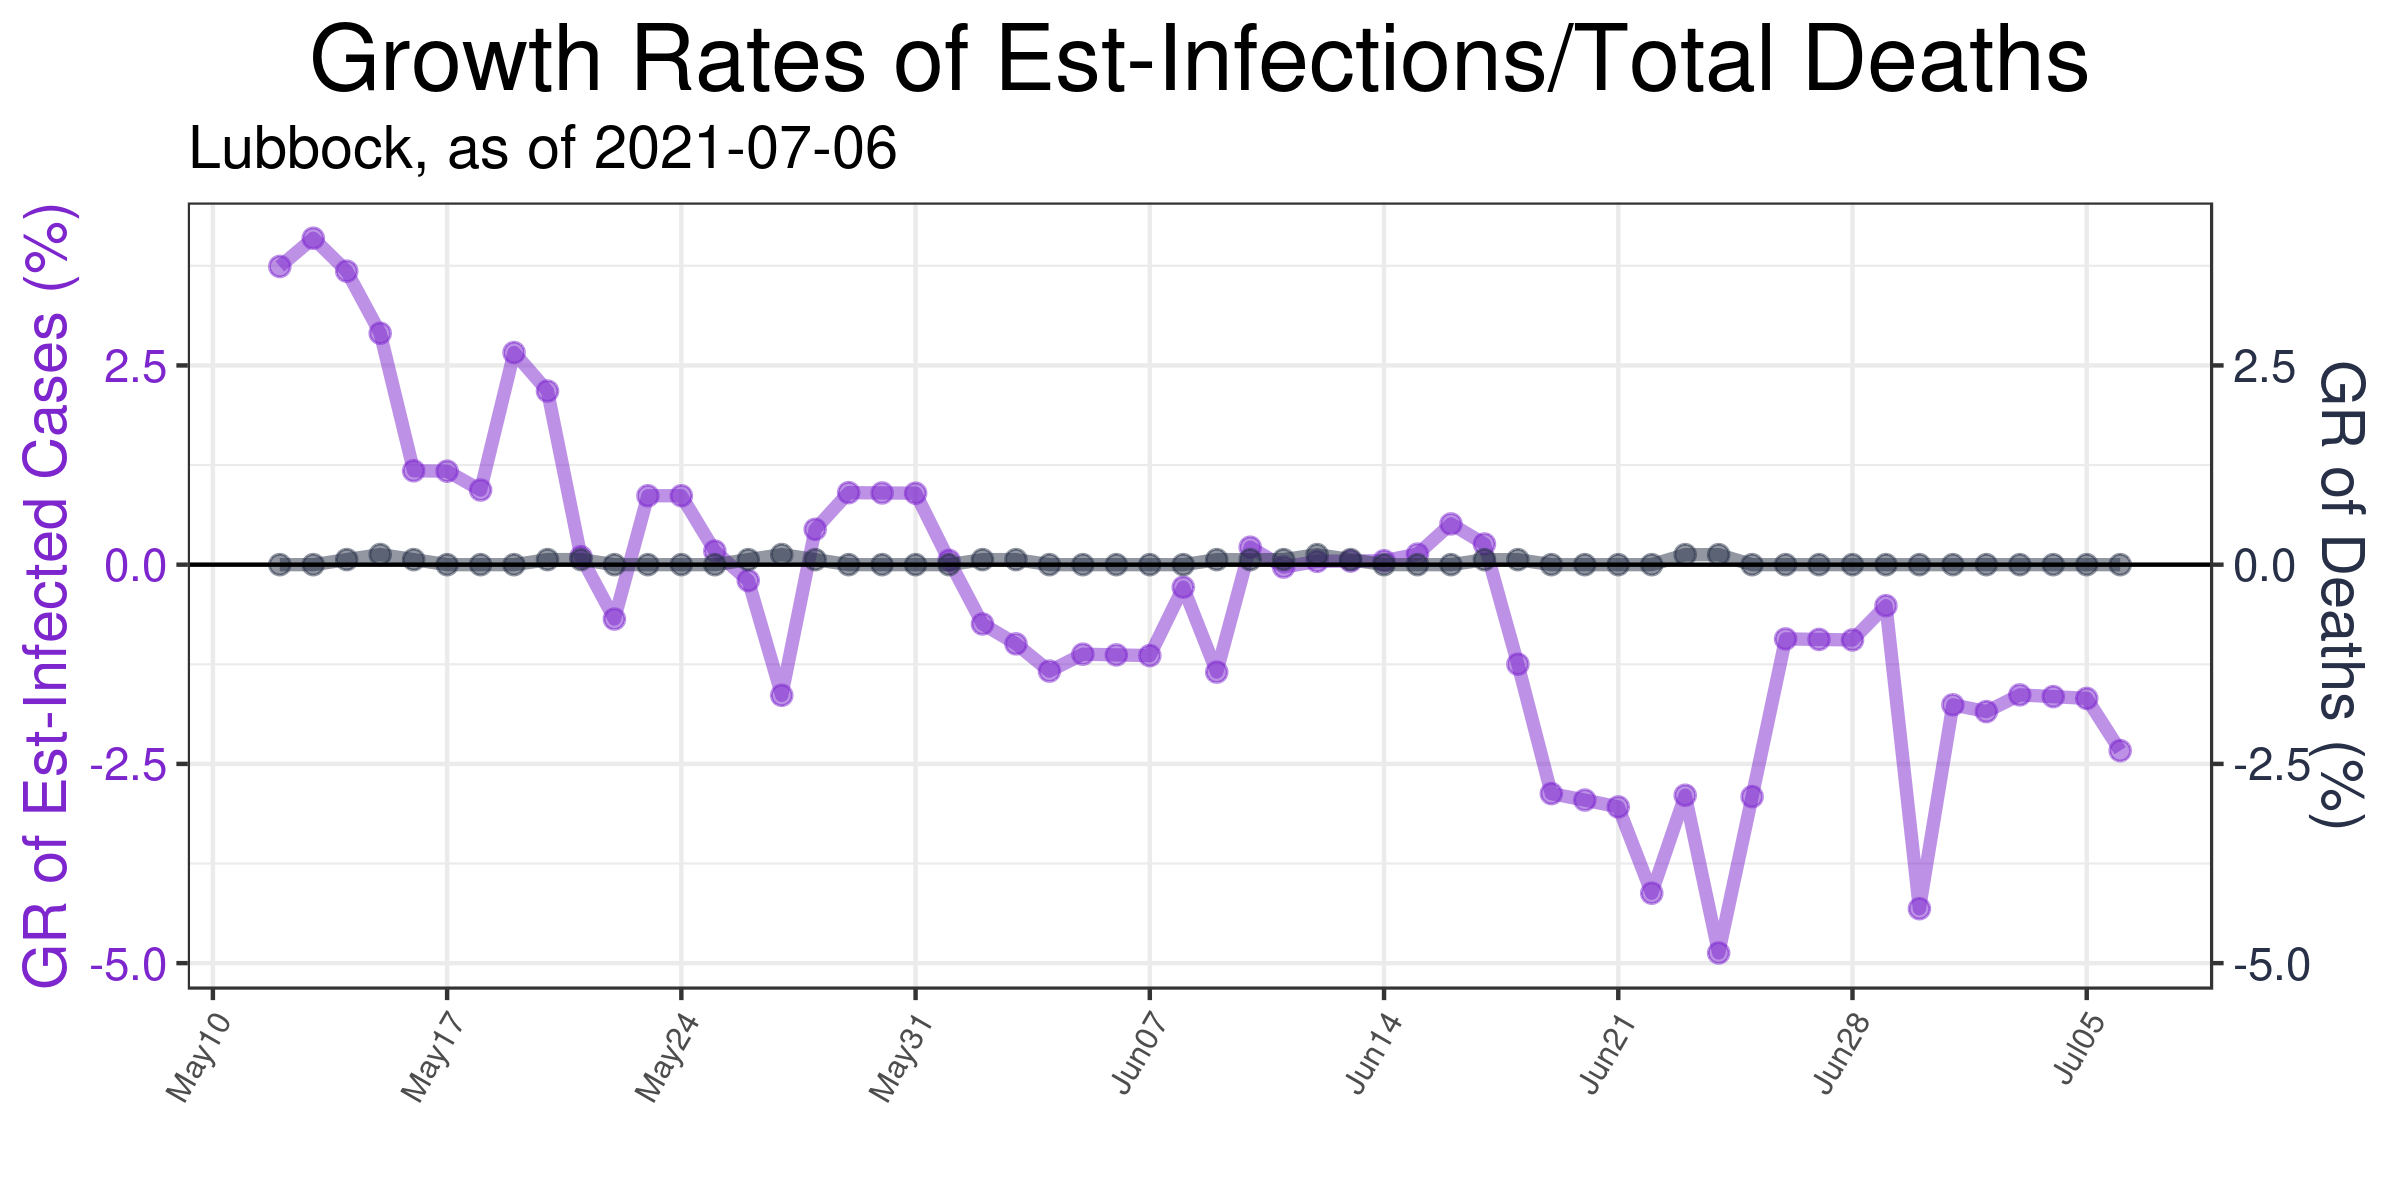 Growth Rates of Est-Infections/Total Deaths
Lubbock, as of 2021-07-06
GR of Est-Infected Cases (%)
2.5
0.0
-2.5
-5.0
2.5
0.0
-2.5
-5.0
GR of Deaths (%)
May10
May17
May24
May31
Jun07
Jun14
Jun21
Jun28
Jul05